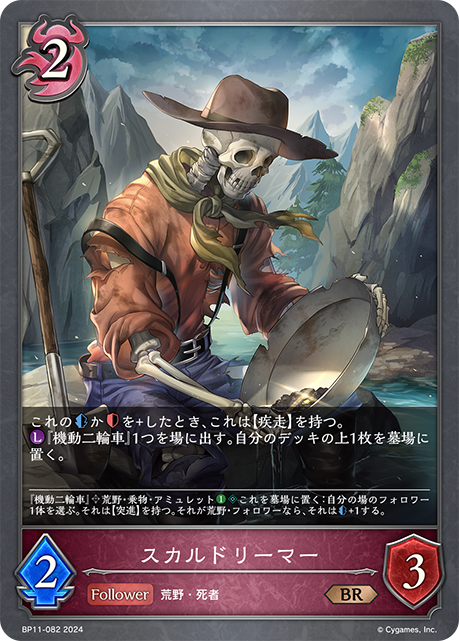 2
これのか を+したとき、これは【疾走】を持つ。
L『機動二輪車』1つを場に出す。自分のデッキの上1枚を墓場に
置く。
『機動二輪車』荒野・乗物・アミュレット 1 これを墓場に置く:自分の場のフォロワー
1体を選ぶ。それは【突進】を持つ。それが荒野・フォロワーなら、それは+1する。
スカルドリーマー
2
Follower 荒野・死者
BR
3
BP11-082 2024
© Cygames, Inc.